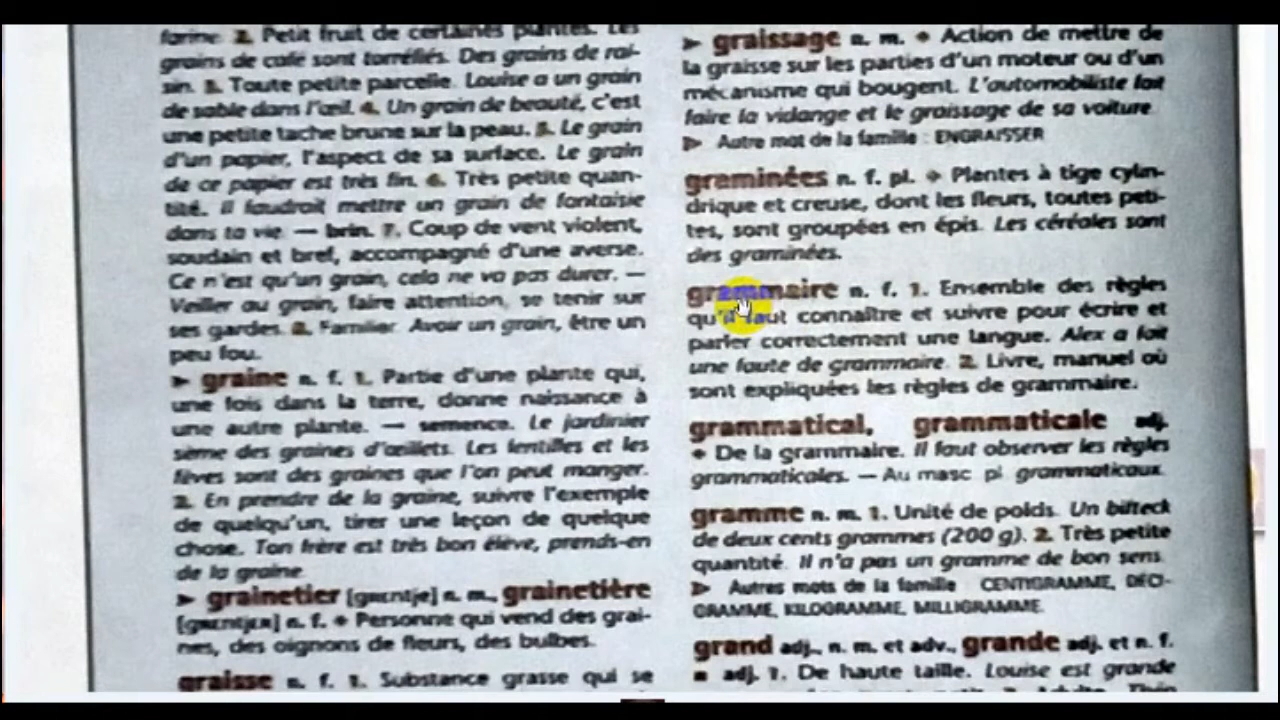 farine. 2. Petit fruit de certaines plantes. Les
grains de café sont torréfiés. Des grains de rai-
sin. 3. Toute petite parcelle. Louise a un grain
de sable dans l'œil. 4. Un grain de beauté, c'est
une petite tache brune sur la peau. 5. Le grain
d'un papier, l'aspect de sa surface. Le grain
de ce papier est très fin. 6. Très petite quan-
tité. Il faudrait mettre un grain de fantaisie
dans ta vie. — brin. 7. Coup de vent violent,
soudain et bref, accompagné d'une averse.
Ce n'est qu'un grain, cela ne va pas durer. —
Veiller au grain, faire attention, se tenir sur
ses gardes. 8. Familier. Avoir un grain, être un
peu fou.
➤ graine n. f. 1. Partie d'une plante qui,
une fois dans la terre, donne naissance à
une autre plante. — semence. Le jardinier
sème des graines d'œillets. Les lentilles et les
fèves sont des graines que l'on peut manger.
2. En prendre de la graine, suivre l'exemple
de quelqu'un, tirer une leçon de quelque
chose. Ton frère est très bon élève, prends-en
de la graine.
➤ grainetier [gʀɛntje] n. m., grainetière
[gʀɛntjɛʀ] n. f. ♦ Personne qui vend des grai-
nes, des oignons de fleurs, des bulbes.
graisse n. f. 1. Substance grasse qui se
➤ graissage n. m. ♦ Action de mettre de
la graisse sur les parties d'un moteur ou d'un
mécanisme qui bougent. L'automobiliste fait
faire la vidange et le graissage de sa voiture.
▷ Autre mot de la famille : ENGRAISSER
graminées n. f. pl. ♦ Plantes à tige cylin-
drique et creuse, dont les fleurs, toutes peti-
tes, sont groupées en épis. Les céréales sont
des graminées.
grammaire n. f. 1. Ensemble des règles
qu'il faut connaître et suivre pour écrire et
parler correctement une langue. Alex a fait
une faute de grammaire. 2. Livre, manuel où
sont expliquées les règles de grammaire.
grammatical, grammaticale adj.
♦ De la grammaire. Il faut observer les règles
grammaticales. — Au masc. pl. grammaticaux.
gramme n. m. 1. Unité de poids. Un bifteck
de deux cents grammes (200 g). 2. Très petite
quantité. Il n'a pas un gramme de bon sens.
▷ Autres mots de la famille : CENTIGRAMME, DÉCI-
GRAMME, KILOGRAMME, MILLIGRAMME.
grand adj., n. m. et adv., grande adj. et n. f.
■ adj. 1. De haute taille. Louise est grande